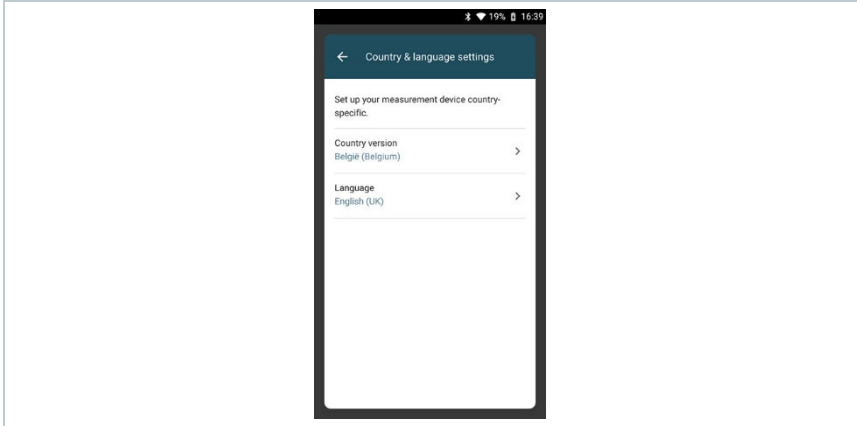 19% 16:39
Country & language settings
Set up your measurement device country-
specific.
Country version
België (Belgium)
Language
English (UK)